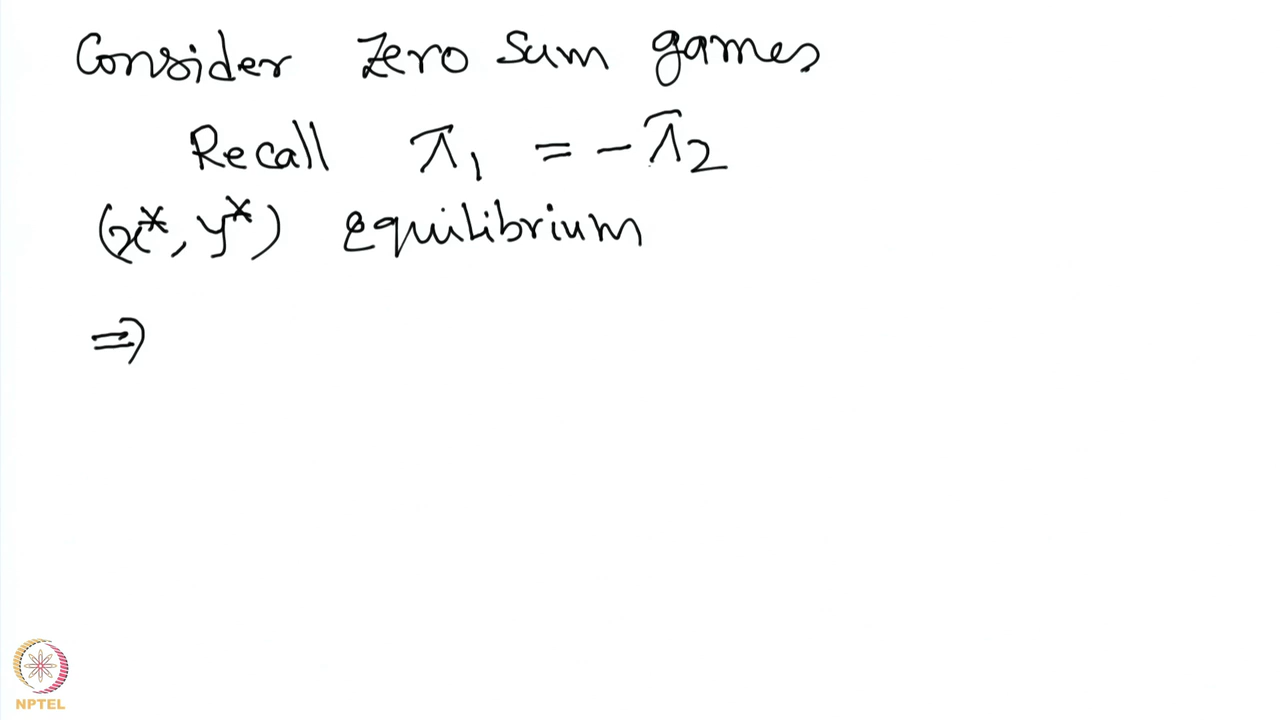 Consider zero sum games
Recall π₁ = -π₂
(x*, y*) equilibrium
⇒
NPTEL